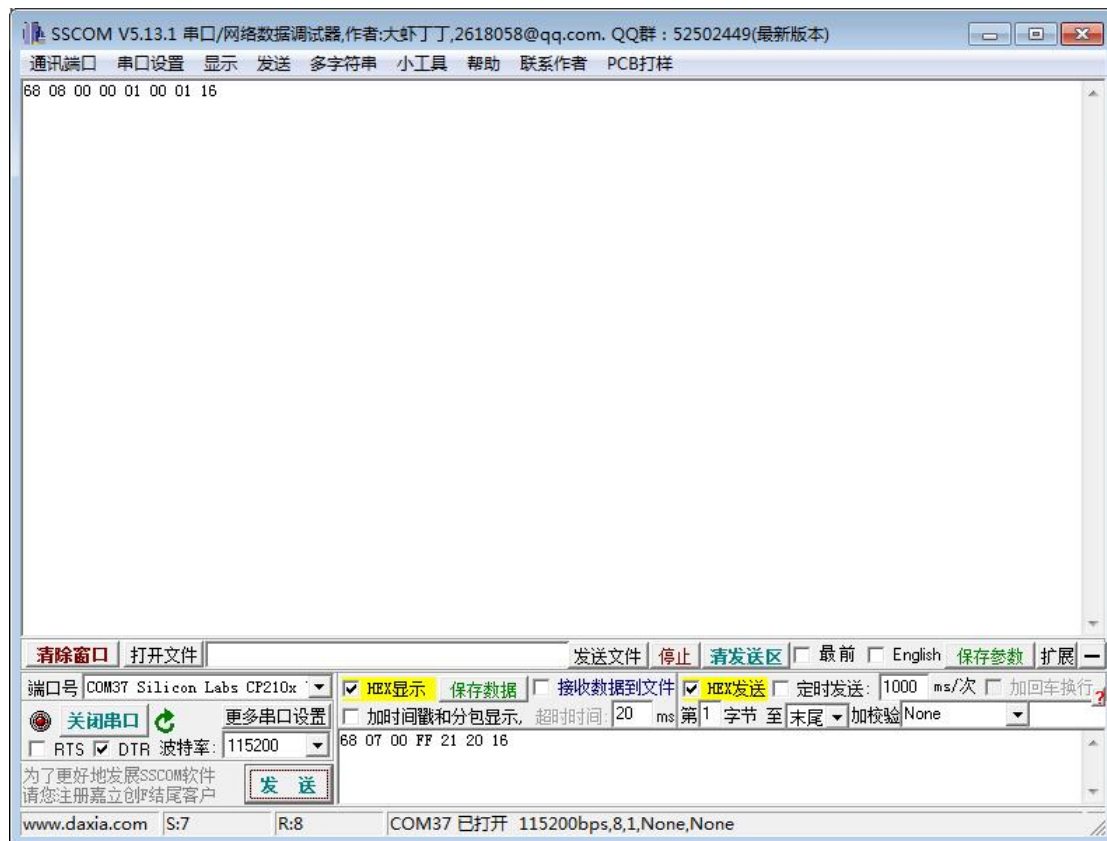 SSCOM V5.13.1 串口/网络数据调试器,作者:大虾丁丁,2618058@qq.com. QQ群：52502449(最新版本)
通讯端口 串口设置 显示 发送 多字符串 小工具 帮助 联系作者 PCB打样
68 08 00 00 01 00 01 16
清除窗口 打开文件 发送文件 停止 清发送区 最前 English 保存参数 扩展 —
端口号 COM37 Silicon Labs CP210x HEX显示 保存数据 接收数据到文件 HEX发送 定时发送: 1000 ms/次 加回车换行
关闭串口 更多串口设置 加时间戳和分包显示, 超时时间: 20 ms 第1 字节 至 末尾 加校验 None ?
RTS DTR 波特率: 115200
68 07 00 FF 21 20 16
为了更好地发展SSCOM软件
请您注册嘉立创F结尾客户
发 送
www.daxia.com S:7 R:8 COM37 已打开 115200bps,8,1,None,None